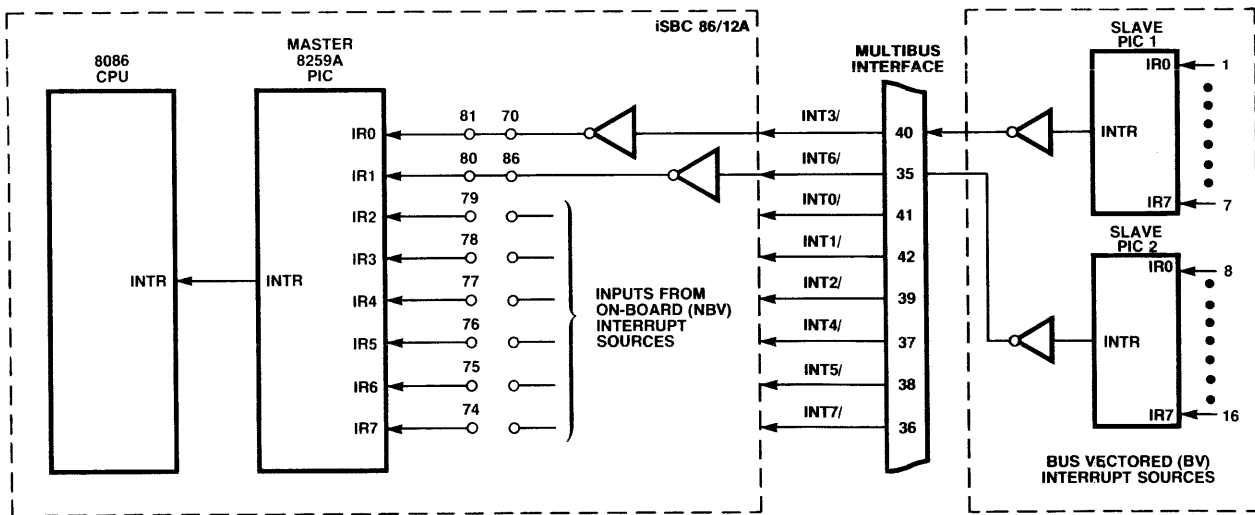 iSBC 86/12A
8086
CPU
MASTER
8259A
PIC
MULTIBUS
INTERFACE
SLAVE
PIC 1
IR0
1
INTR
IR7
7
81
70
IR0
INT3/
40
80
86
IR1
INT6/
35
79
IR2
INT0/
41
78
IR3
INT1/
42
INTR
INTR
77
IR4
INT2/
39
76
IR5
INT4/
37
75
IR6
INT5/
38
74
IR7
INT7/
36
INPUTS FROM
ON-BOARD (NBV)
INTERRUPT
SOURCES
SLAVE
PIC 2
IR0
8
INTR
IR7
16
BUS VECTORED (BV)
INTERRUPT SOURCES